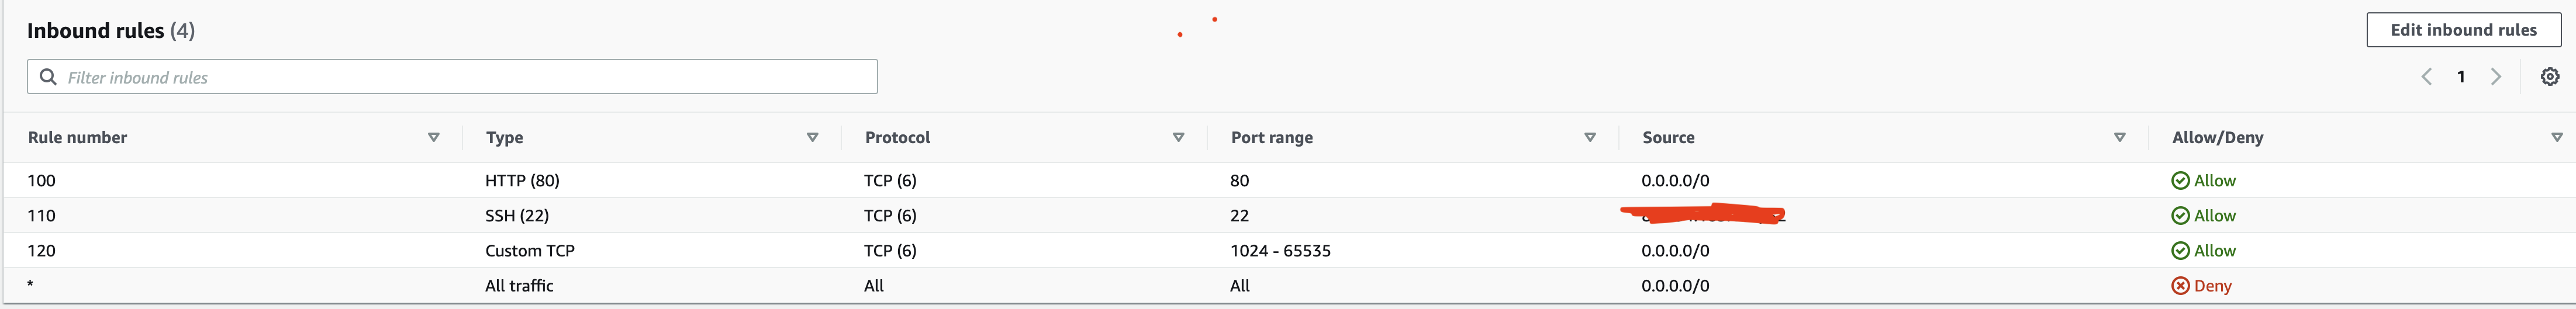 Inbound rules (4)
Edit inbound rules
Filter inbound rules
1
Rule number Type Protocol Port range Source Allow/Deny
100 HTTP (80) TCP (6) 80 0.0.0.0/0 Allow
110 SSH (22) TCP (6) 22 Allow
120 Custom TCP TCP (6) 1024 - 65535 0.0.0.0/0 Allow
* All traffic All All 0.0.0.0/0 Deny